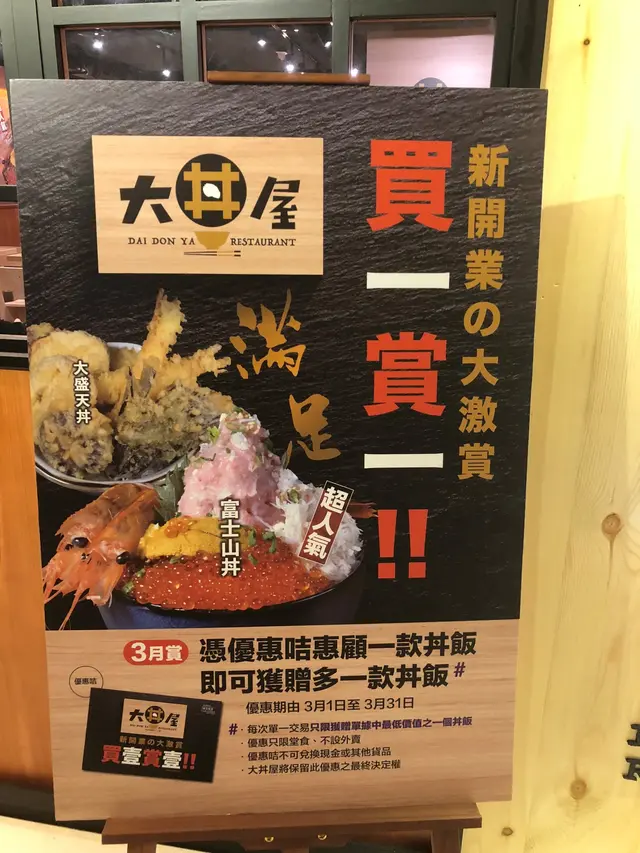 大丼屋
DAI DON YA RESTAURANT
新開業の大激賞
買一賞一!!
滿足
大盛天丼
富士山丼
超人氣
3月賞
憑優惠咭惠顧一款丼飯
即可獲贈多一款丼飯#
優惠期由 3月1日至 3月31日
優惠咭
大丼屋
新開業の大激賞
買壹賞壹!!
# ‧每次單一交易只限獲贈單據中最低價值之一個丼飯
‧優惠只限堂食、不設外賣
‧優惠咭不可兌換現金或其他貨品
‧大丼屋將保留此優惠之最終決定權